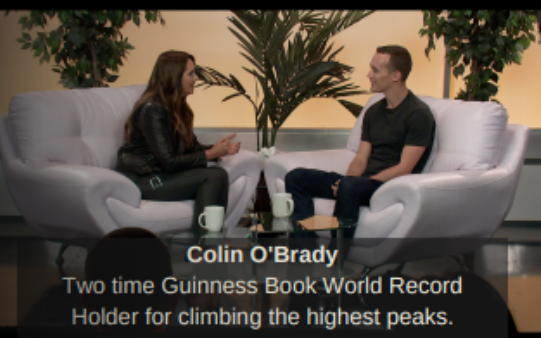 Colin O'Brady
Two time Guinness Book World Record
Holder for climbing the highest peaks.